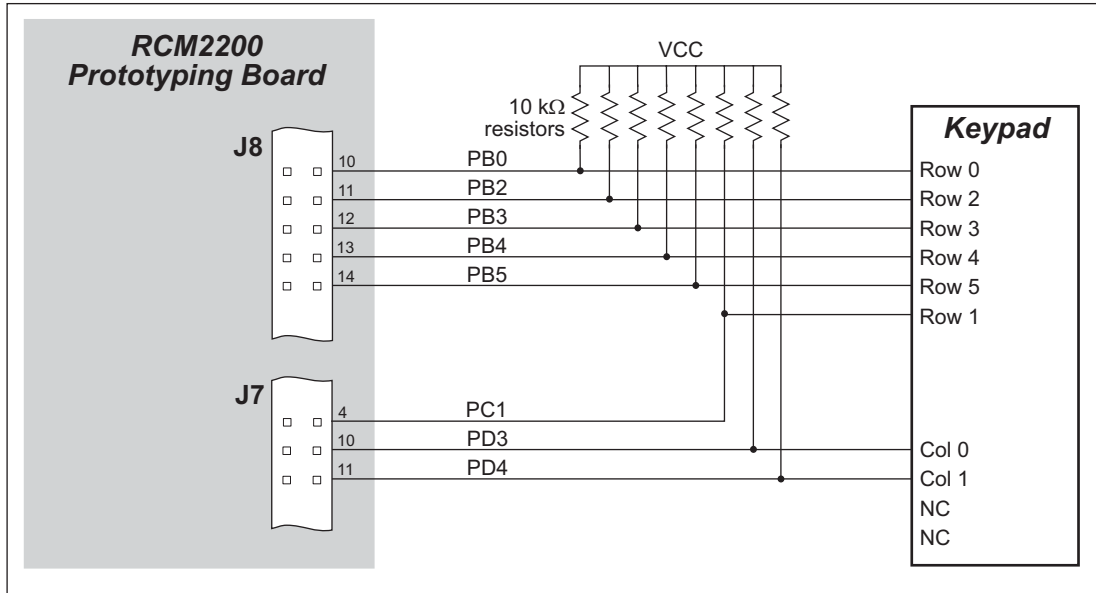 RCM2200
Prototyping Board
VCC
10 kΩ
resistors
Keypad
J8
10
PB0
Row 0
11
PB2
Row 2
12
PB3
Row 3
13
PB4
Row 4
14
PB5
Row 5
Row 1
J7
4
PC1
10
PD3
Col 0
11
PD4
Col 1
NC
NC